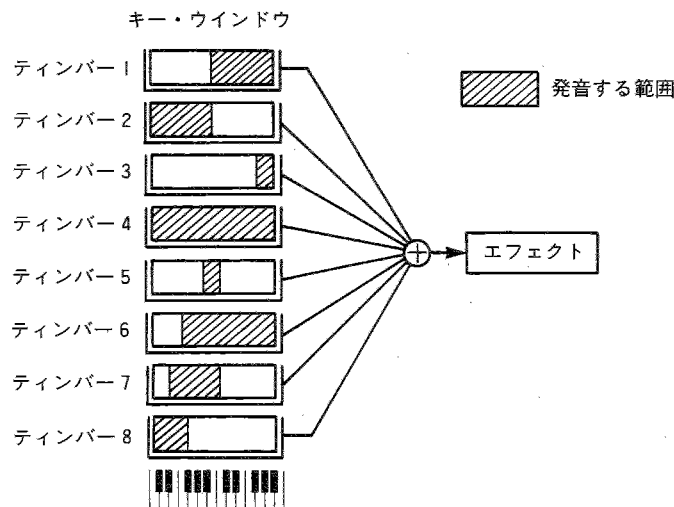 キー・ウインドウ
ティンバー1
ティンバー2
ティンバー3
ティンバー4
ティンバー5
ティンバー6
ティンバー7
ティンバー8
発音する範囲
エフェクト